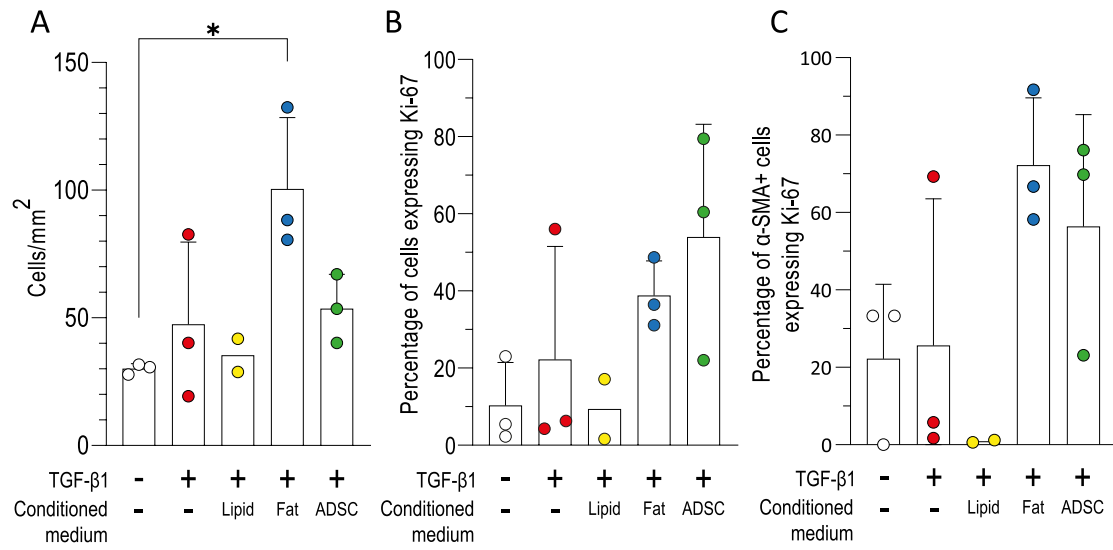 A
*
Cells/mm²
150
100
50
0
TGF-β1 - + + + +
Conditioned medium - - Lipid Fat ADSC
B
Percentage of cells expressing Ki-67
100
80
60
40
20
0
TGF-β1 - + + + +
Conditioned medium - - Lipid Fat ADSC
C
Percentage of α-SMA+ cells
expressing Ki-67
100
80
60
40
20
0
TGF-β1 - + + + +
Conditioned medium - - Lipid Fat ADSC